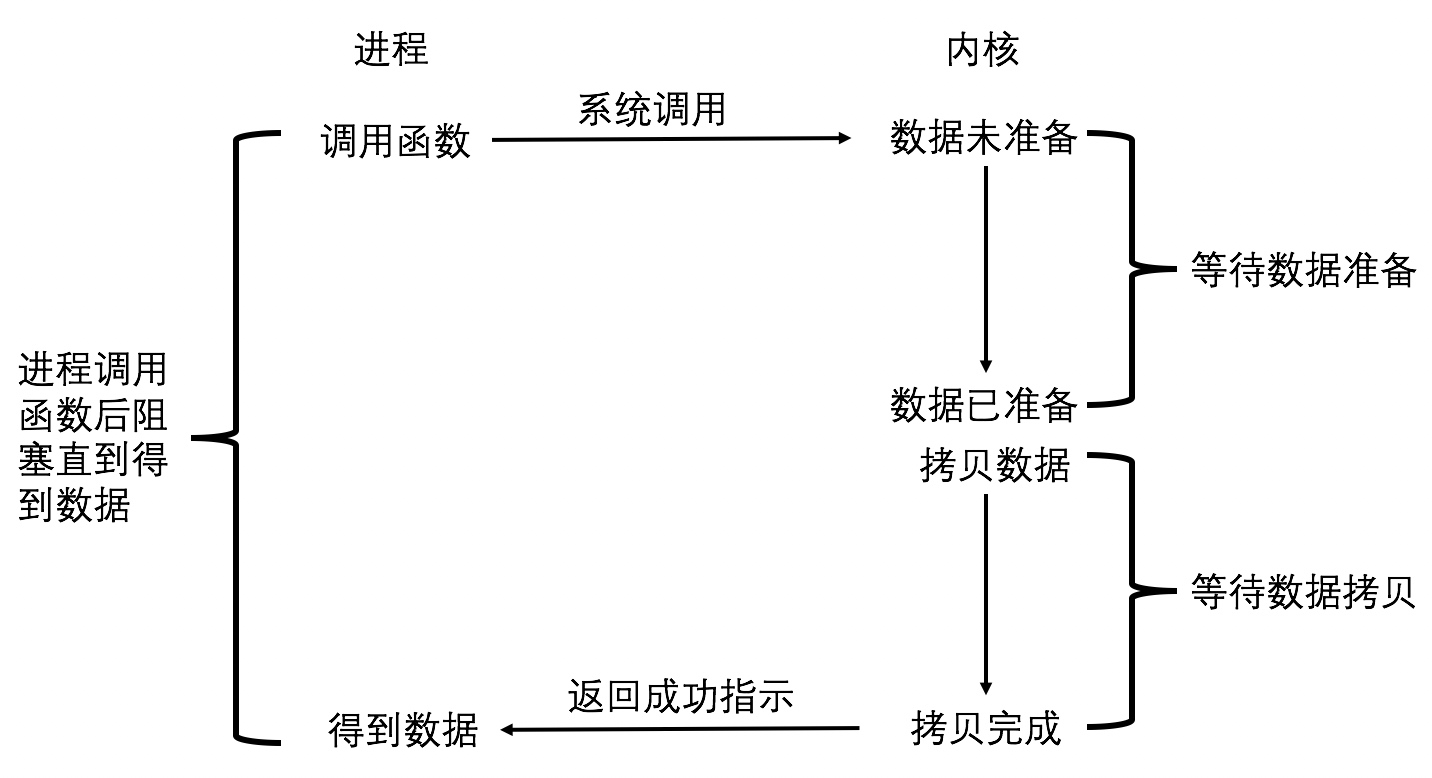 进程
内核
系统调用
调用函数
数据未准备
等待数据准备
进程调用
函数后阻
塞直到得
到数据
数据已准备
拷贝数据
等待数据拷贝
返回成功指示
得到数据
拷贝完成